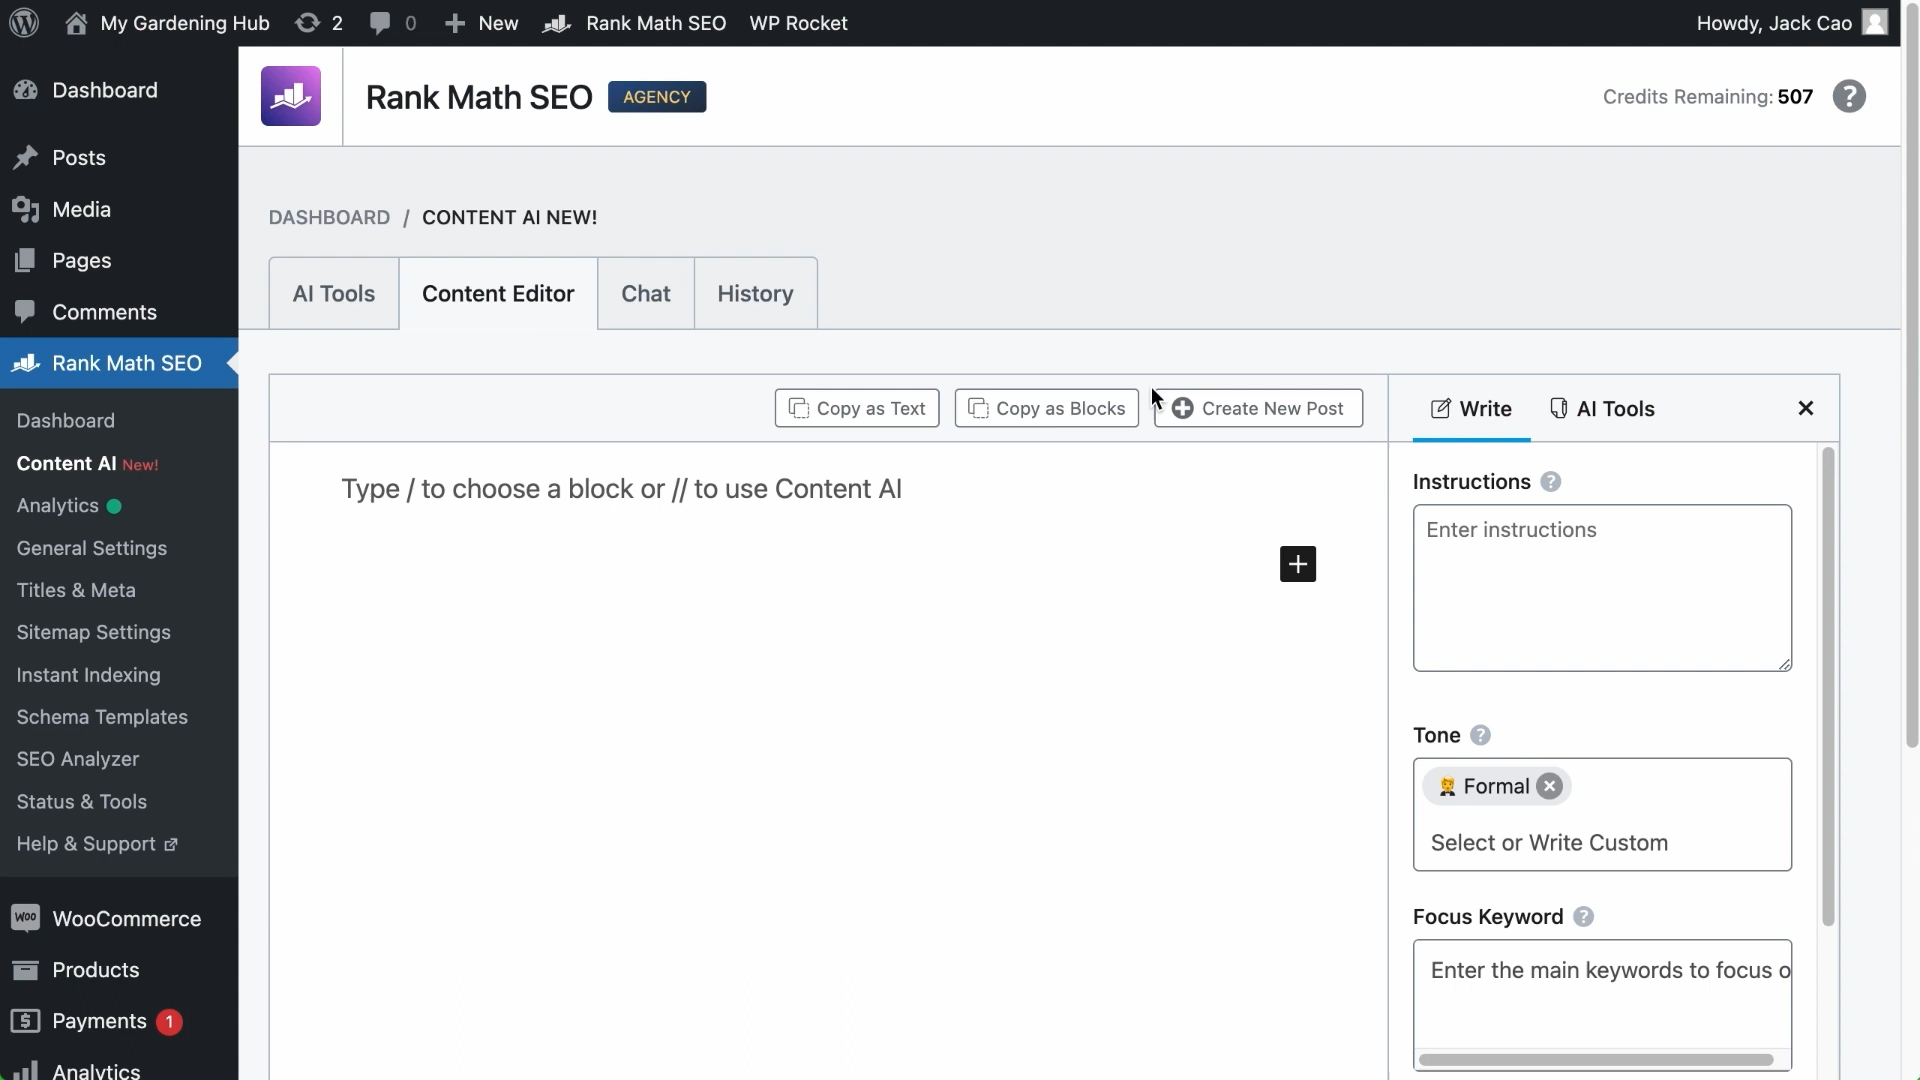 My Gardening Hub 2 0 New Rank Math SEO WP Rocket Howdy, Jack Cao
Dashboard
Posts
Media
Pages
Comments
Rank Math SEO
Dashboard
Content AI New!
Analytics
General Settings
Titles & Meta
Sitemap Settings
Instant Indexing
Schema Templates
SEO Analyzer
Status & Tools
Help & Support
WooCommerce
Products
Payments 1
Analytics
Rank Math SEO AGENCY
Credits Remaining: 507 ?
DASHBOARD / CONTENT AI NEW!
AI Tools Content Editor Chat History
Copy as Text Copy as Blocks Create New Post
Type / to choose a block or // to use Content AI
Write AI Tools
Instructions ?
Enter instructions
Tone ?
Formal
Select or Write Custom
Focus Keyword ?
Enter the main keywords to focus o